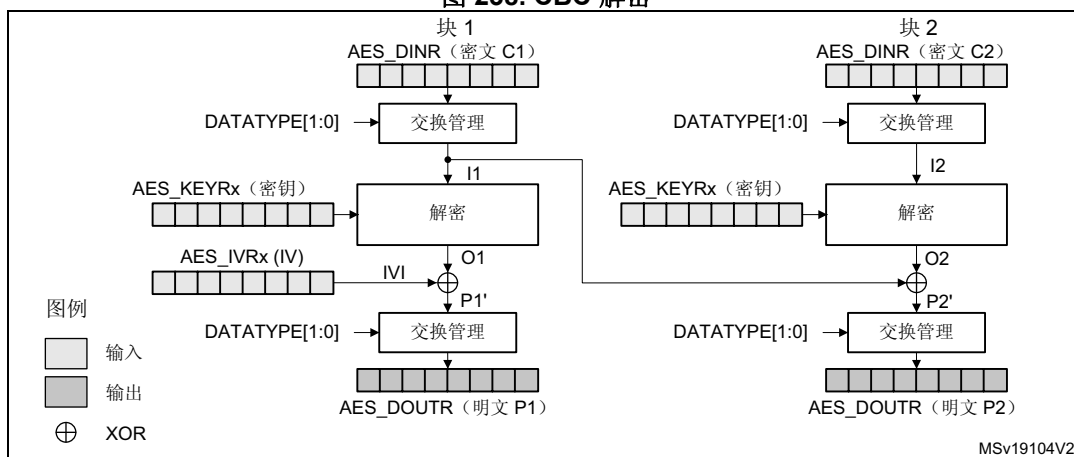 块 1
块 2
AES_DINR（密文 C1）
AES_DINR（密文 C2）
DATATYPE[1:0]
交换管理
DATATYPE[1:0]
交换管理
I1
I2
AES_KEYRx（密钥）
解密
AES_KEYRx（密钥）
解密
AES_IVRx (IV)
IVI
O1
O2
P1'
P2'
图例
DATATYPE[1:0]
交换管理
DATATYPE[1:0]
交换管理
输入
输出
AES_DOUTR（明文 P1）
AES_DOUTR（明文 P2）
XOR
MSv19104V2